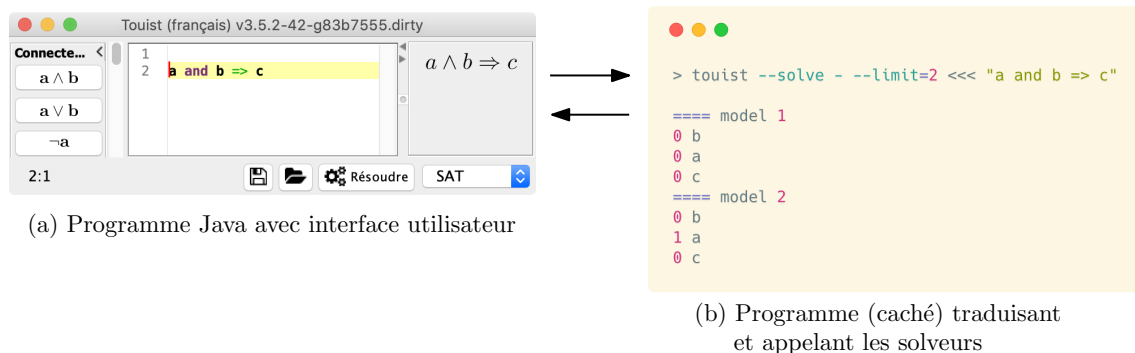 Touist (français) v3.5.2-42-g83b7555.dirty
Connecte... <
a ∧ b
a ∨ b
¬a
1
2 a and b => c
a ∧ b ⇒ c
2:1
Résoudre
SAT
(a) Programme Java avec interface utilisateur
> touist --solve - --limit=2 <<< "a and b => c"
==== model 1
0 b
0 a
0 c
==== model 2
0 b
1 a
0 c
(b) Programme (caché) traduisant
et appelant les solveurs